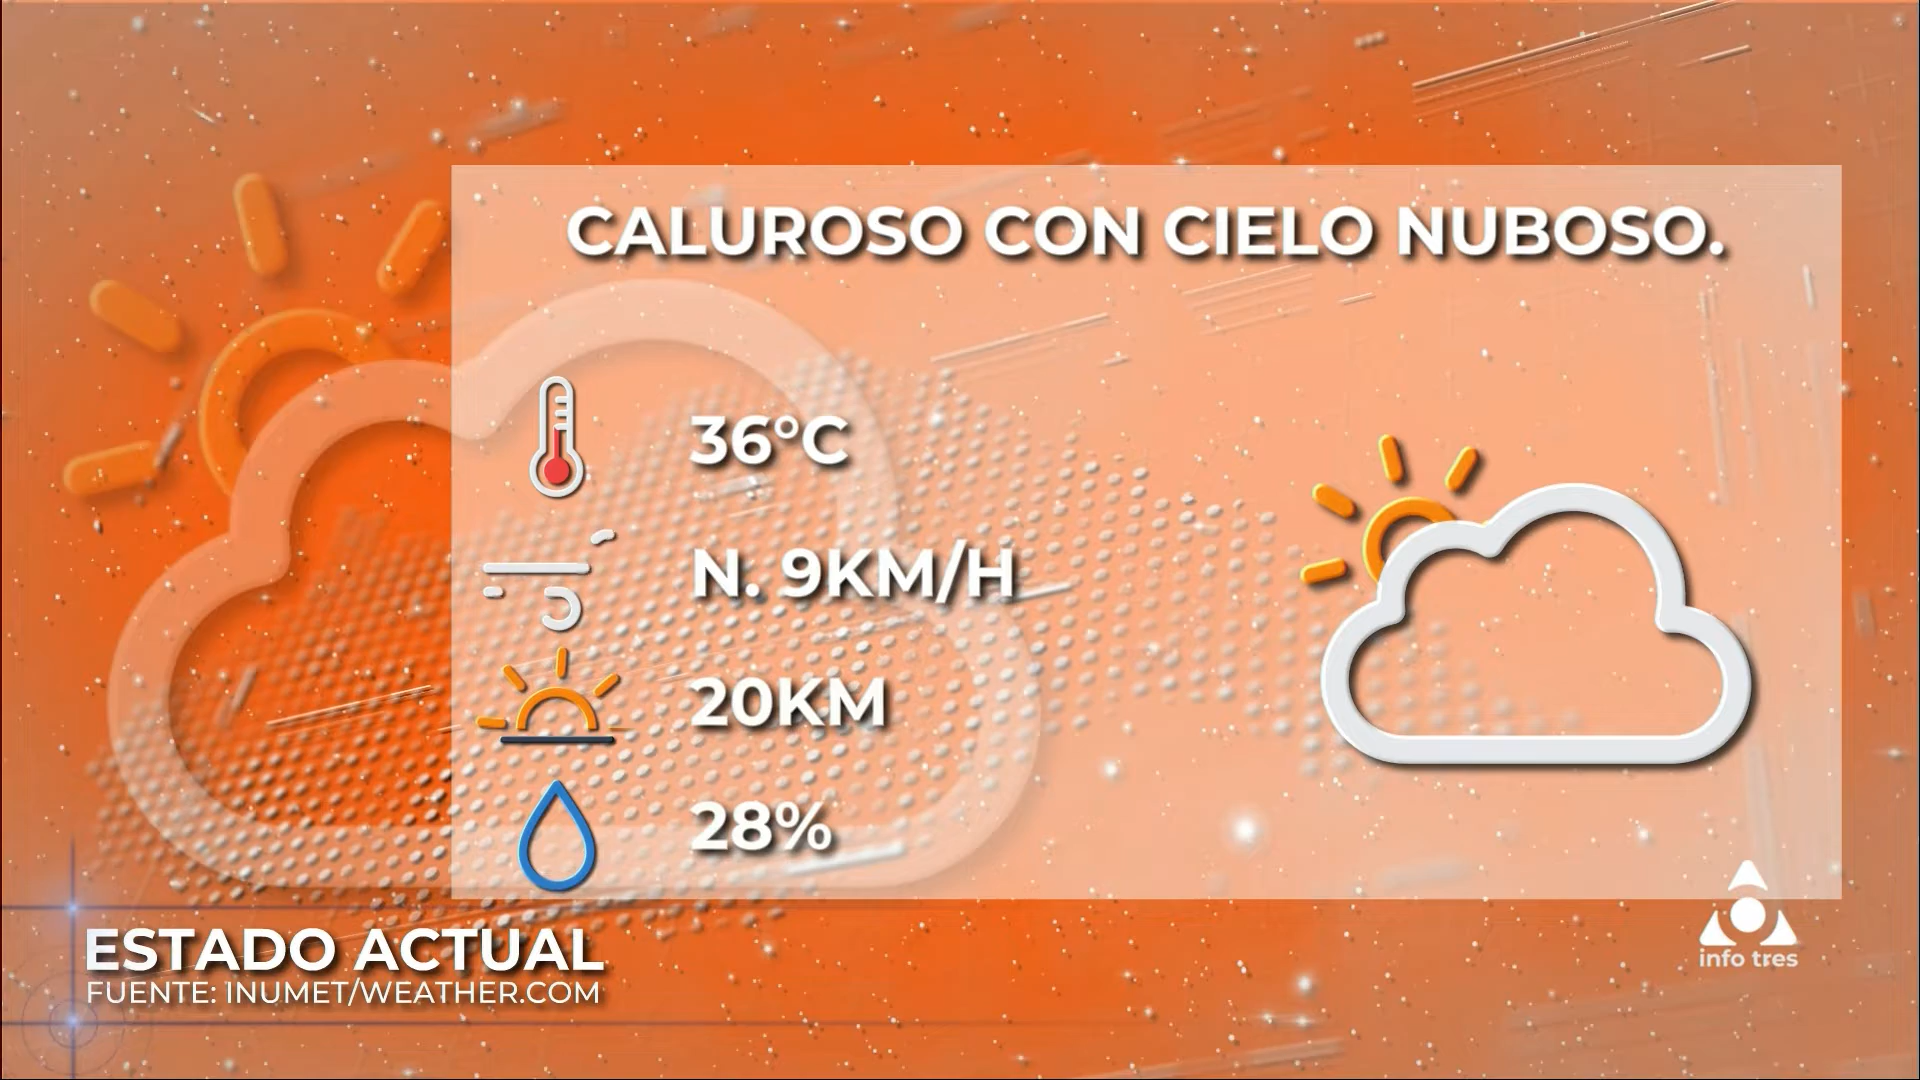 CALUROSO CON CIELO NUBOSO.
36°C
N. 9KM/H
20KM
28%
ESTADO ACTUAL
FUENTE: INUMET/WEATHER.COM
info tres